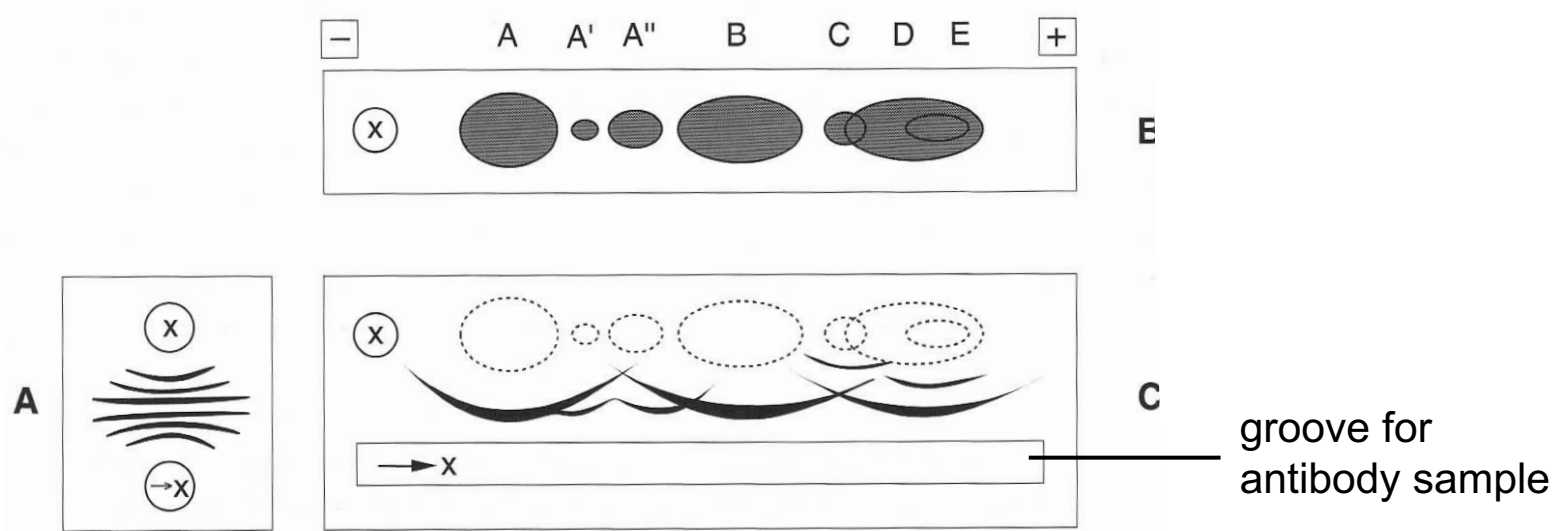 − A A' A" B C D E +
X
B
X
X
A
C
→X
→X
groove for
antibody sample